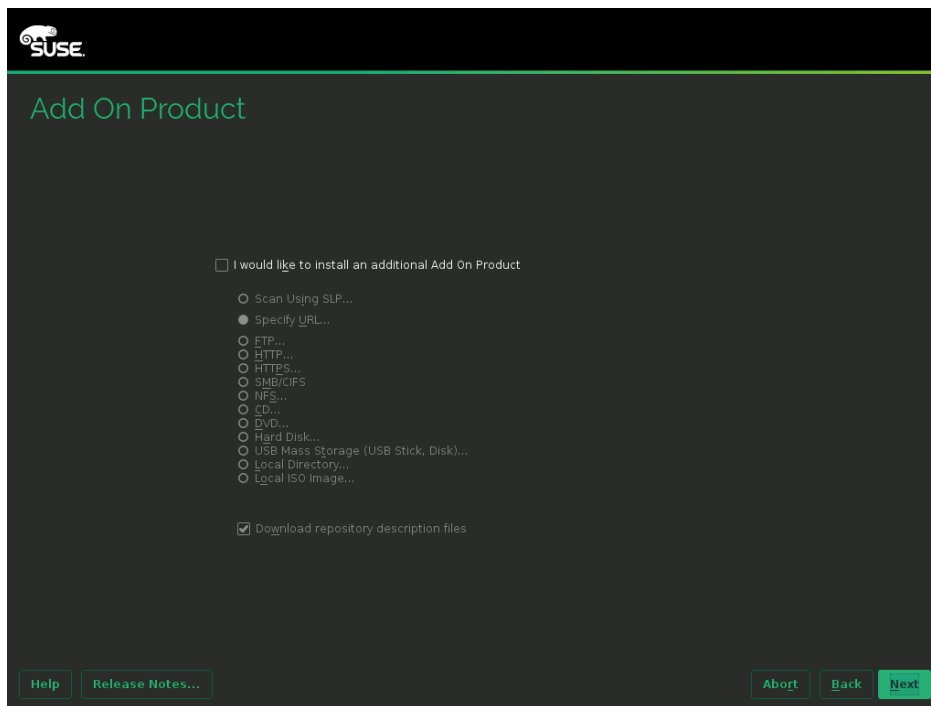 SUSE.
Add On Product
I would like to install an additional Add On Product
Scan Using SLP...
Specify URL...
FTP...
HTTP...
HTTPS...
SMB/CIFS
NFS...
CD...
DVD...
Hard Disk...
USB Mass Storage (USB Stick, Disk)...
Local Directory...
Local ISO Image...
Download repository description files
Help Release Notes... Abort Back Next